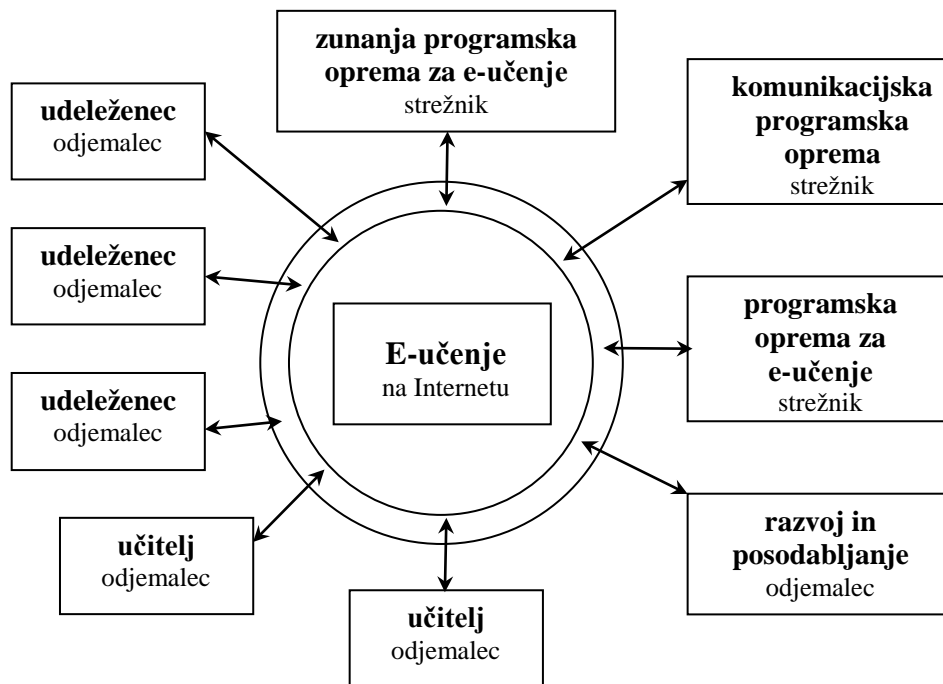 zunanja programska
oprema za e-učenje
strežnik
komunikacijska
programska
oprema
strežnik
udeleženec
odjemalec
udeleženec
odjemalec
programska
oprema za
e-učenje
strežnik
E-učenje
na Internetu
udeleženec
odjemalec
razvoj in
posodabljanje
odjemalec
učitelj
odjemalec
učitelj
odjemalec